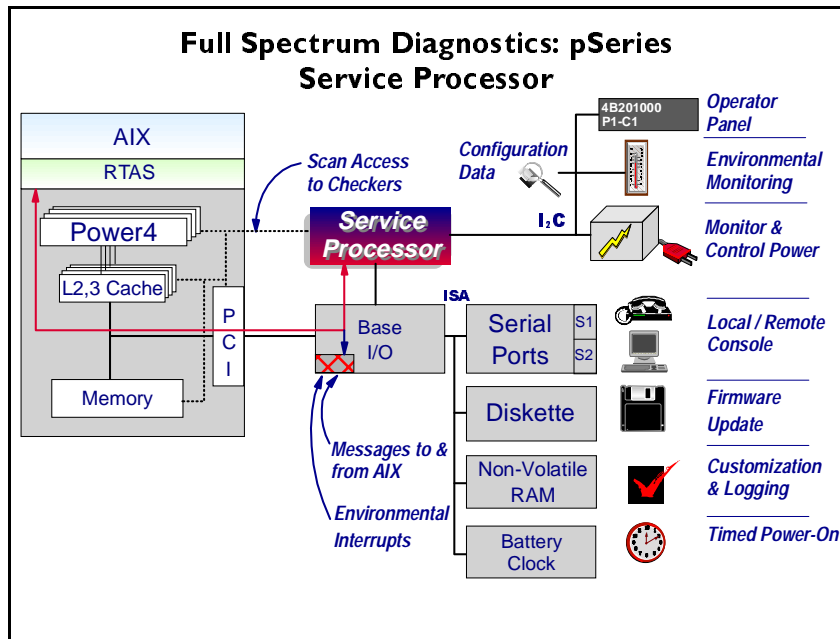 Full Spectrum Diagnostics: pSeries
Service Processor
AIX
RTAS
Scan Access
to Checkers
Configuration
Data
4B201000
P1-C1
Operator
Panel
Environmental
Monitoring
Power4
Service
Processor
I2C
Monitor &
Control Power
L2,3 Cache
PCI
Base
I/O
ISA
Serial
Ports
S1
S2
Local / Remote
Console
Memory
Diskette
Firmware
Update
Messages to &
from AIX
Non-Volatile
RAM
Customization
& Logging
Environmental
Interrupts
Battery
Clock
Timed Power-On